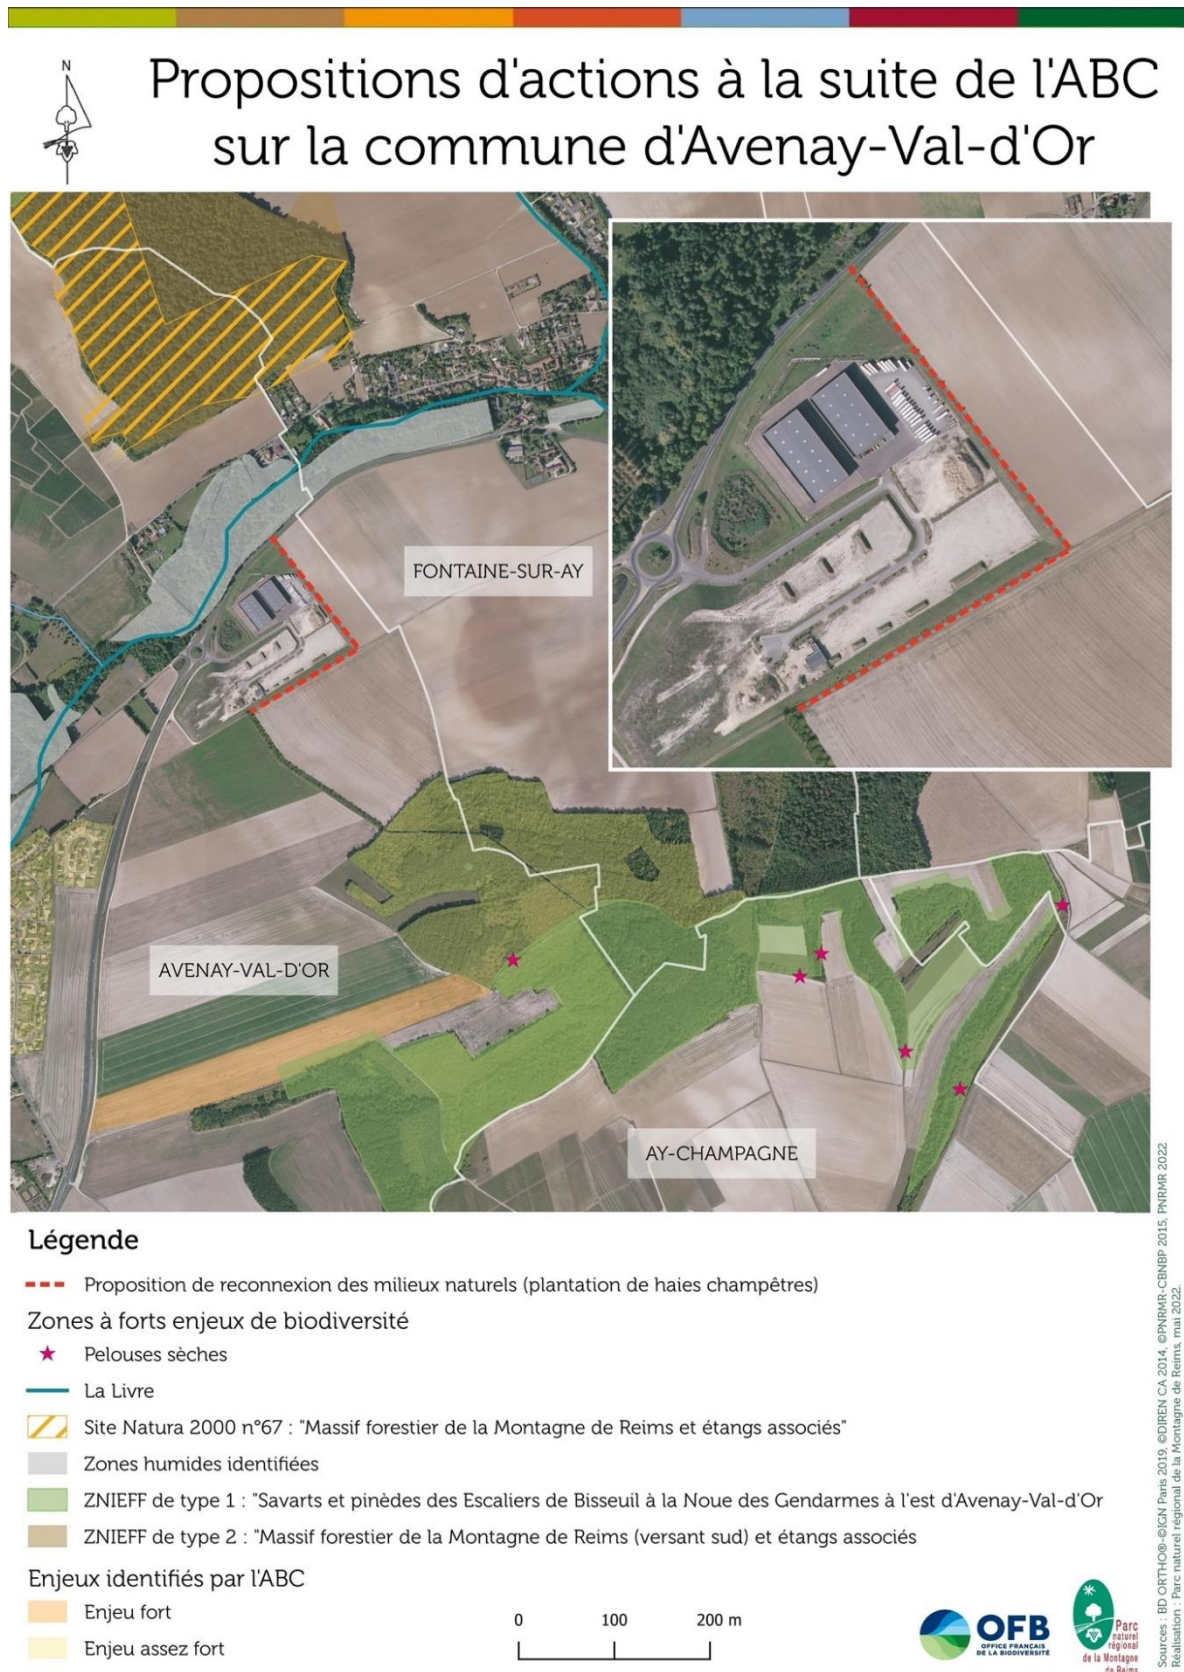 N
Propositions d'actions à la suite de l'ABC
sur la commune d'Avenay-Val-d'Or
FONTAINE-SUR-AY
AVENAY-VAL-D'OR
AY-CHAMPAGNE
Légende
Proposition de reconnexion des milieux naturels (plantation de haies champêtres)
Zones à forts enjeux de biodiversité
Pelouses sèches
La Livre
Site Natura 2000 n°67 : "Massif forestier de la Montagne de Reims et étangs associés"
Zones humides identifiées
ZNIEFF de type 1 : "Savarts et pinèdes des Escaliers de Bisseuil à la Noue des Gendarmes à l'est d'Avenay-Val-d'Or
ZNIEFF de type 2 : "Massif forestier de la Montagne de Reims (versant sud) et étangs associés
Enjeux identifiés par l'ABC
Enjeu fort
Enjeu assez fort
0 100 200 m
OFB
OFFICE FRANÇAIS
DE LA BIODIVERSITÉ
Parc
naturel
régional
de la Montagne
de Reims
Sources : BD ORTHO®-©IGN Paris 2019, ©DIREN CA 2014, ©PNRMR-CBNBP 2015, PNRMR 2022
Réalisation : Parc naturel régional de la Montagne de Reims, mai 2022.